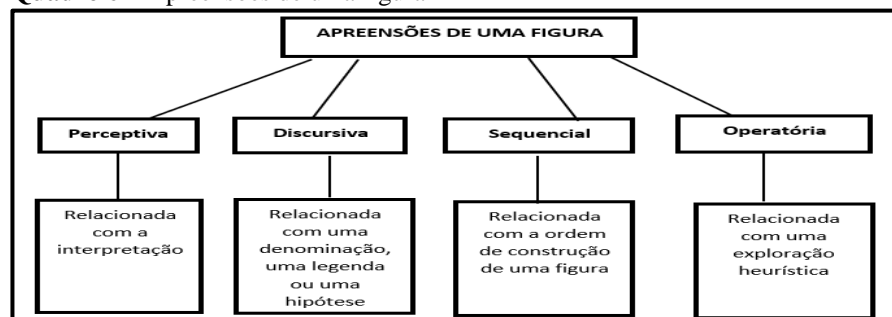 APREENSÕES DE UMA FIGURA
Perceptiva
Discursiva
Sequencial
Operatória
Relacionada
com a
interpretação
Relacionada
com uma
denominação,
uma legenda
ou uma
hipótese
Relacionada
com a ordem
de construção
de uma figura
Relacionada
com uma
exploração
heurística